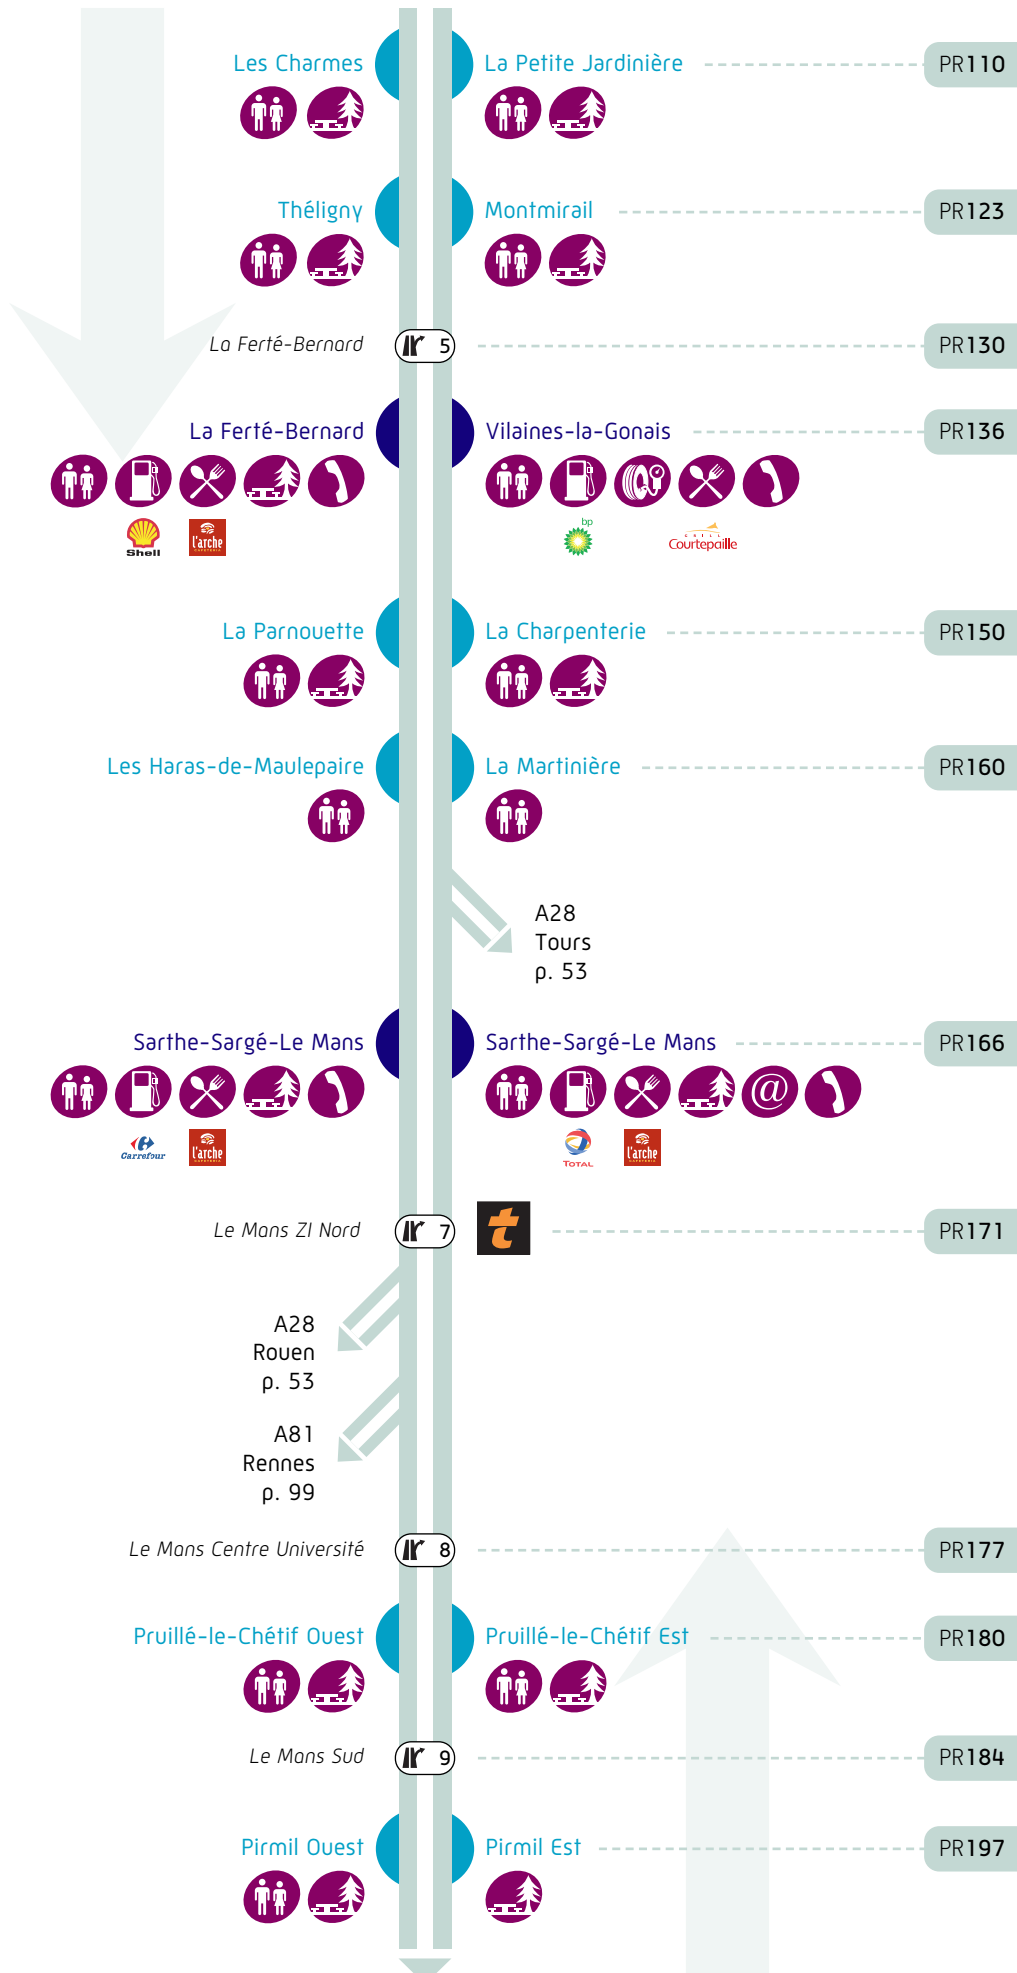 Les Charmes
La Petite Jardinière
PR110
Théligny
Montmirail
PR123
La Ferté-Bernard
5
PR130
La Ferté-Bernard
Vilaines-la-Gonais
PR136
Shell
l'arche
CAFETERIA
bp
GRILL
Courtepaille
La Parnouette
La Charpenterie
PR150
Les Haras-de-Maulepaire
La Martinière
PR160
A28
Tours
p. 53
Sarthe-Sargé-Le Mans
Sarthe-Sargé-Le Mans
PR166
@
Carrefour
l'arche
CAFETERIA
TOTAL
l'arche
CAFETERIA
Le Mans ZI Nord
7
t
PR171
A28
Rouen
p. 53
A81
Rennes
p. 99
Le Mans Centre Université
8
PR177
Pruillé-le-Chétif Ouest
Pruillé-le-Chétif Est
PR180
Le Mans Sud
9
PR184
Pirmil Ouest
Pirmil Est
PR197